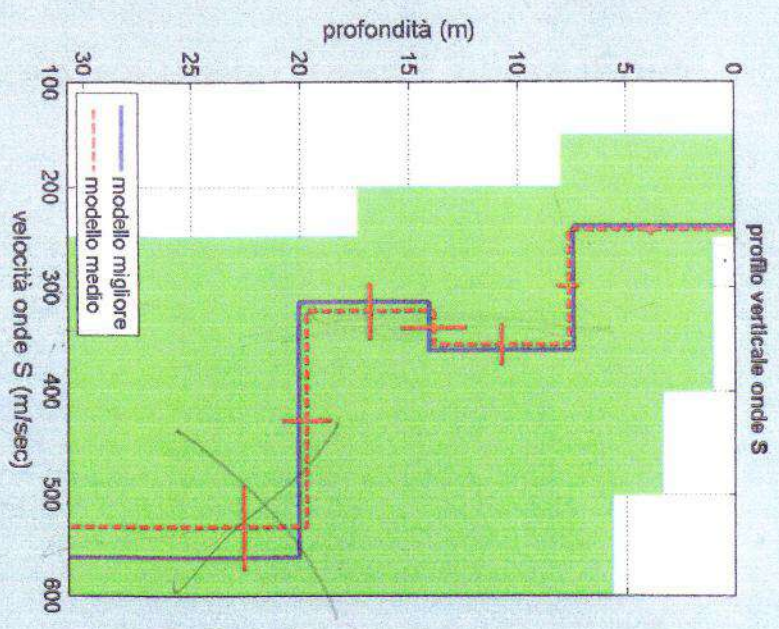 profilo verticale onde S
profondità (m)
0
5
10
15
20
25
30
100
200
300
400
500
600
velocità onde S (m/sec)
modello migliore
modello medio